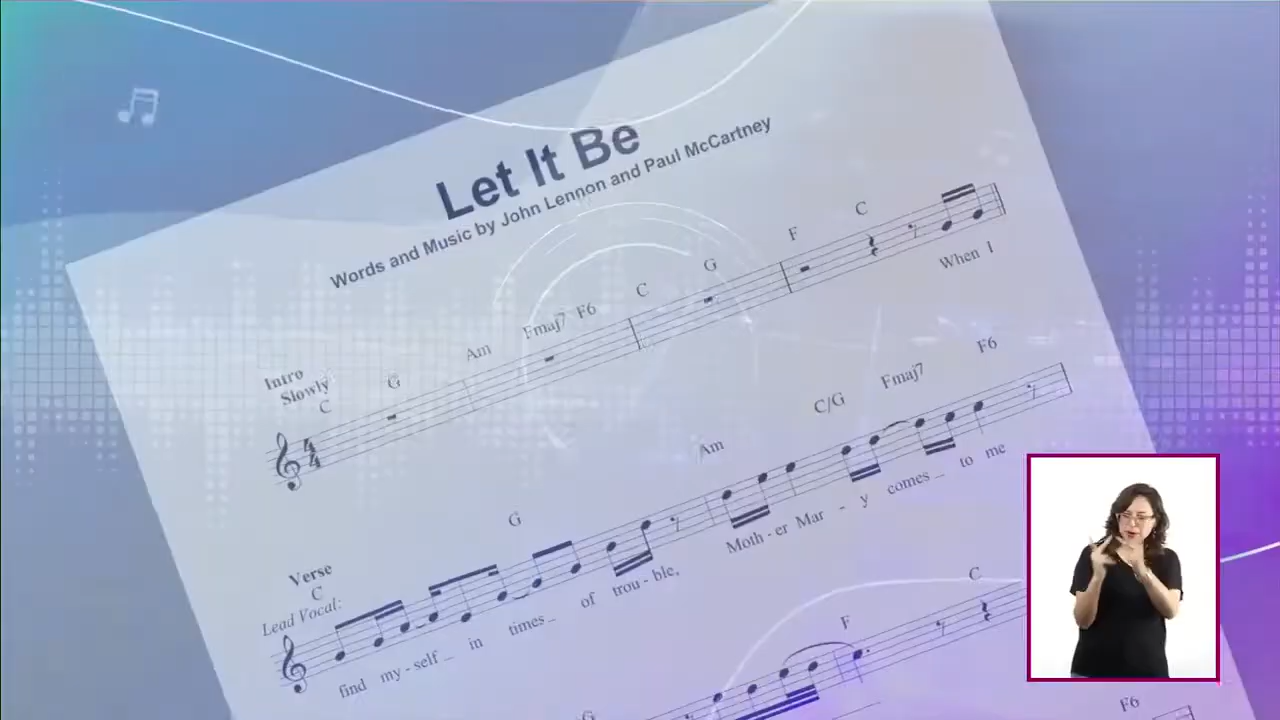 Let It Be
Words and Music by John Lennon and Paul McCartney
Intro
Slowly
C G Am Fmaj7 F6 C G F C
When I
Verse
C G Am C/G Fmaj7 F6
Lead Vocal:
find my - self _ in times _ of trou - ble, Moth - er Mar - y comes _ to me
G F C F6